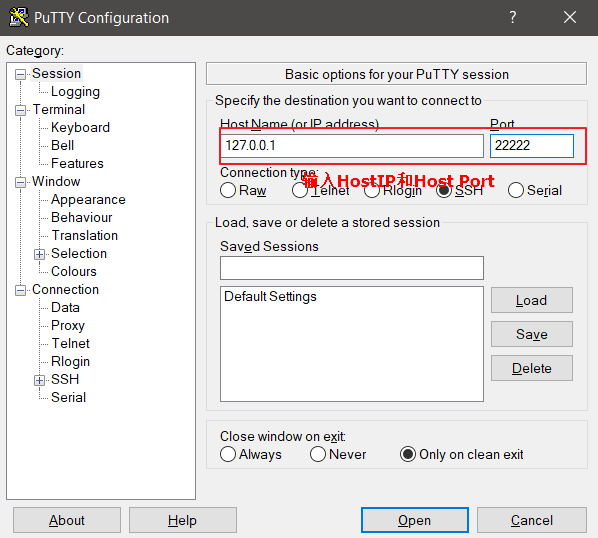 PuTTY Configuration
Category:
Session
Logging
Terminal
Keyboard
Bell
Features
Window
Appearance
Behaviour
Translation
Selection
Colours
Connection
Data
Proxy
Telnet
Rlogin
SSH
Serial
Basic options for your PuTTY session
Specify the destination you want to connect to
Host Name (or IP address) Port
127.0.0.1 22222
Connection type:
输入HostIP和Host Port
Raw Telnet Rlogin SSH Serial
Load, save or delete a stored session
Saved Sessions
Default Settings
Load
Save
Delete
Close window on exit:
Always Never Only on clean exit
About Help Open Cancel